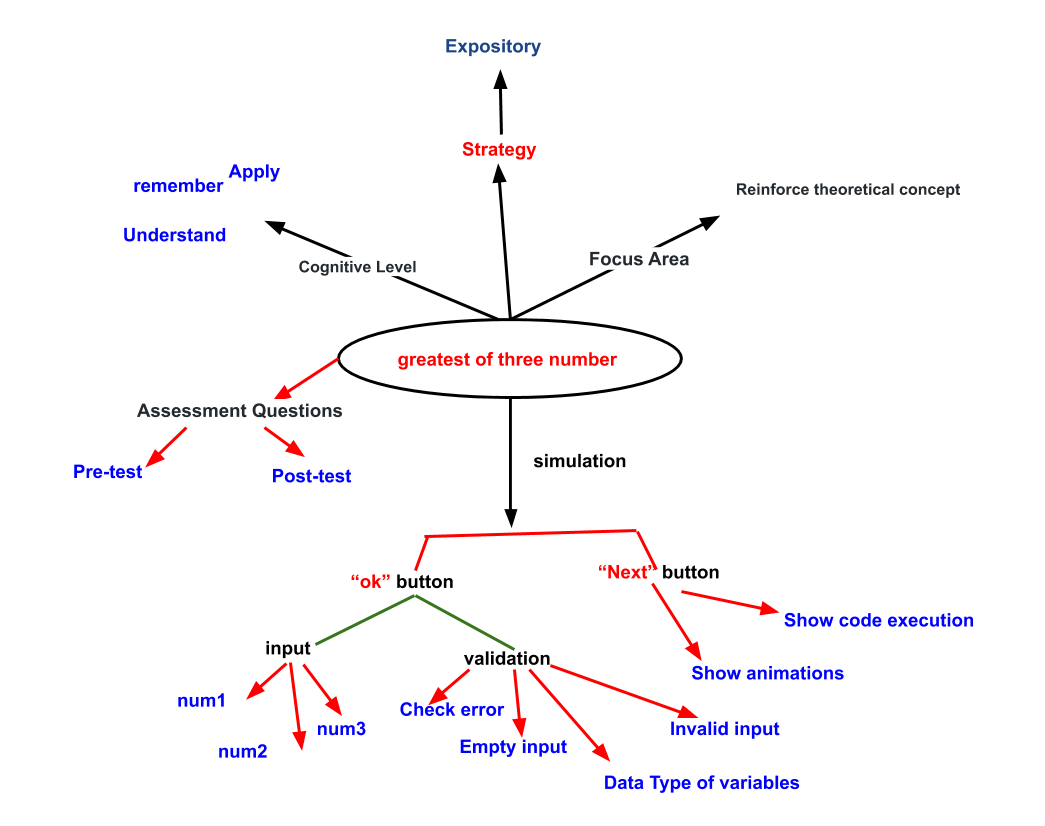 Expository
Strategy
Apply
remember
Reinforce theoretical concept
Understand
Focus Area
Cognitive Level
greatest of three number
Assessment Questions
simulation
Pre-test
Post-test
“ok” button
“Next” button
Show code execution
input
validation
Show animations
num1
Check error
num3
Invalid input
num2
Empty input
Data Type of variables